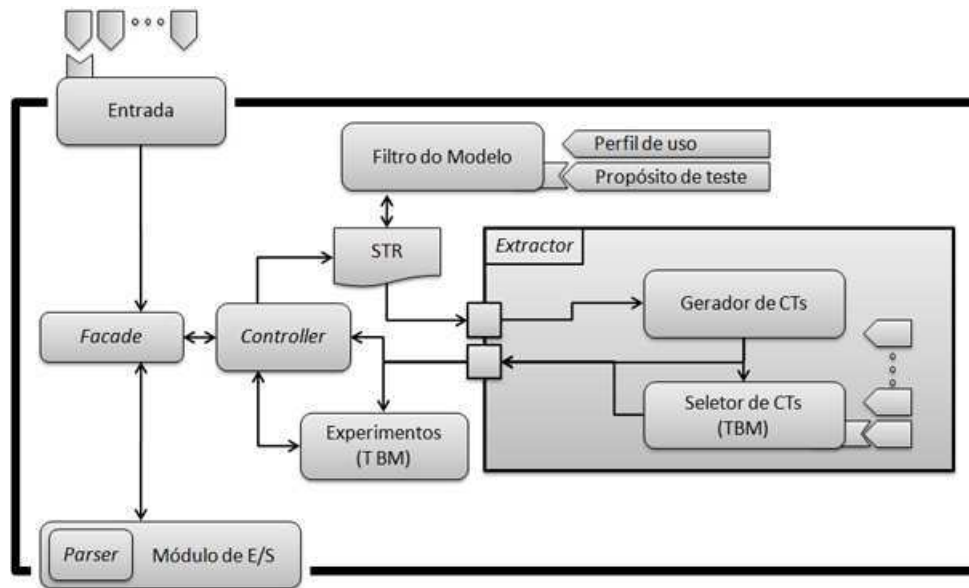 Entrada
Filtro do Modelo
Perfil de uso
Propósito de teste
STR
Extractor
Gerador de CTs
Facade
Controller
Seletor de CTs
(TBM)
Experimentos
(T BM)
Parser
Módulo de E/S